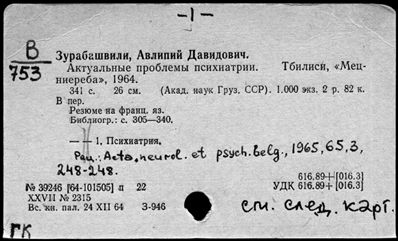 -1-
В
753
Зурабашвили, Авлипий Давидович.
Актуальные проблемы психиатрии. Тбилиси, «Мец-
ниереба», 1964.
341 с. 26 см. (Акад. наук Груз. ССР). 1.000 экз. 2 р. 82 к.
В пер.
Резюме на франц. яз.
Библиогр.: с. 305—340.
— — 1, Психиатрия,
Рец.: Acta neurol. et psych. belg., 1965, 65, 3,
248-248.
616.89+[016.3]
№ 39246 [64-101505] п 22
УДК 616.89+[016.3]
XXVII № 2315
Вс. кн. пал. 24 XII 64 З-946
см. след. карт.
ГК